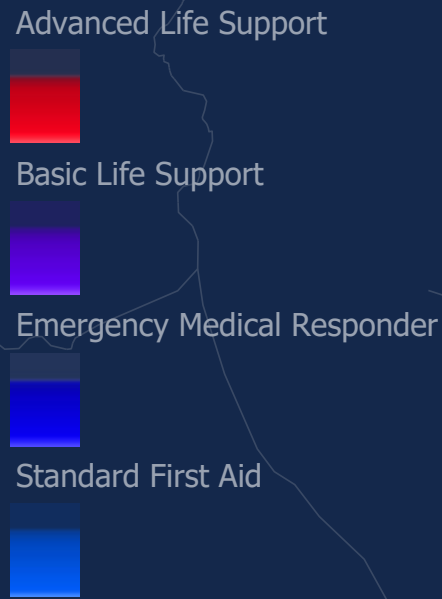 Advanced Life Support
Basic Life Support
Emergency Medical Responder
Standard First Aid